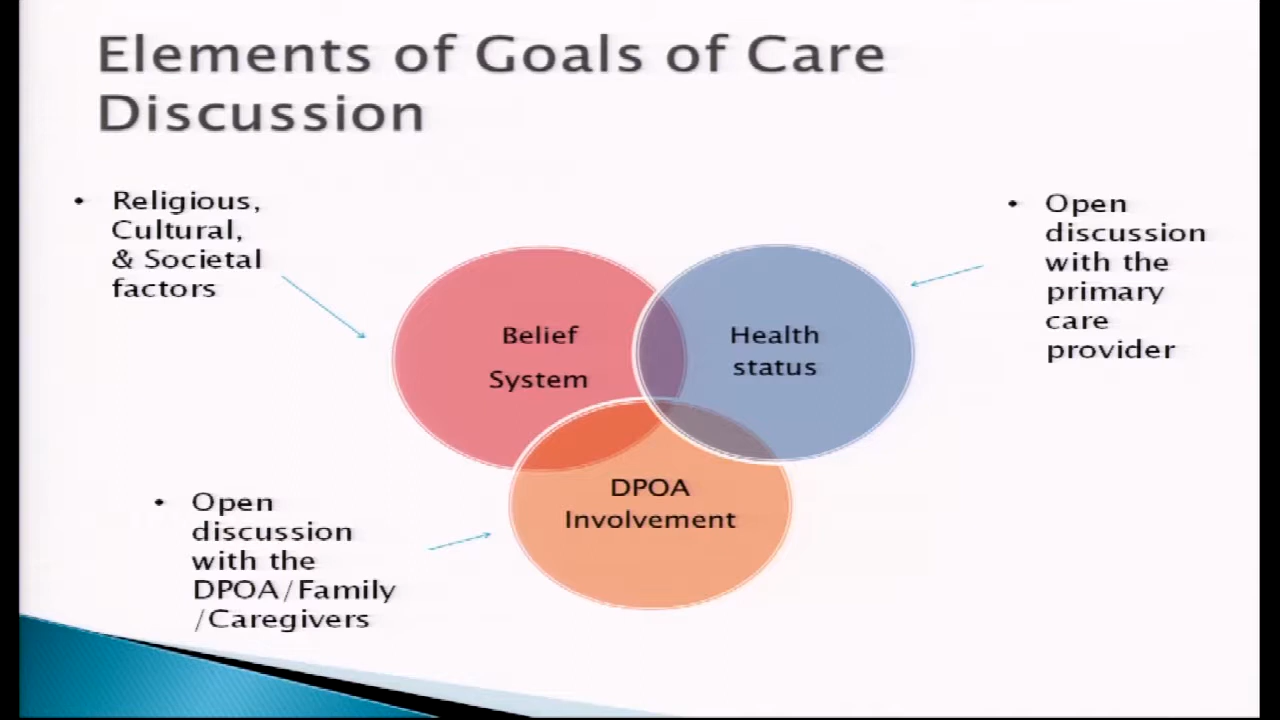 Elements of Goals of Care
Discussion
• Religious,
Cultural,
& Societal
factors
• Open
discussion
with the
primary
care
provider
Belief
System
Health
status
DPOA
Involvement
• Open
discussion
with the
DPOA/Family
/Caregivers